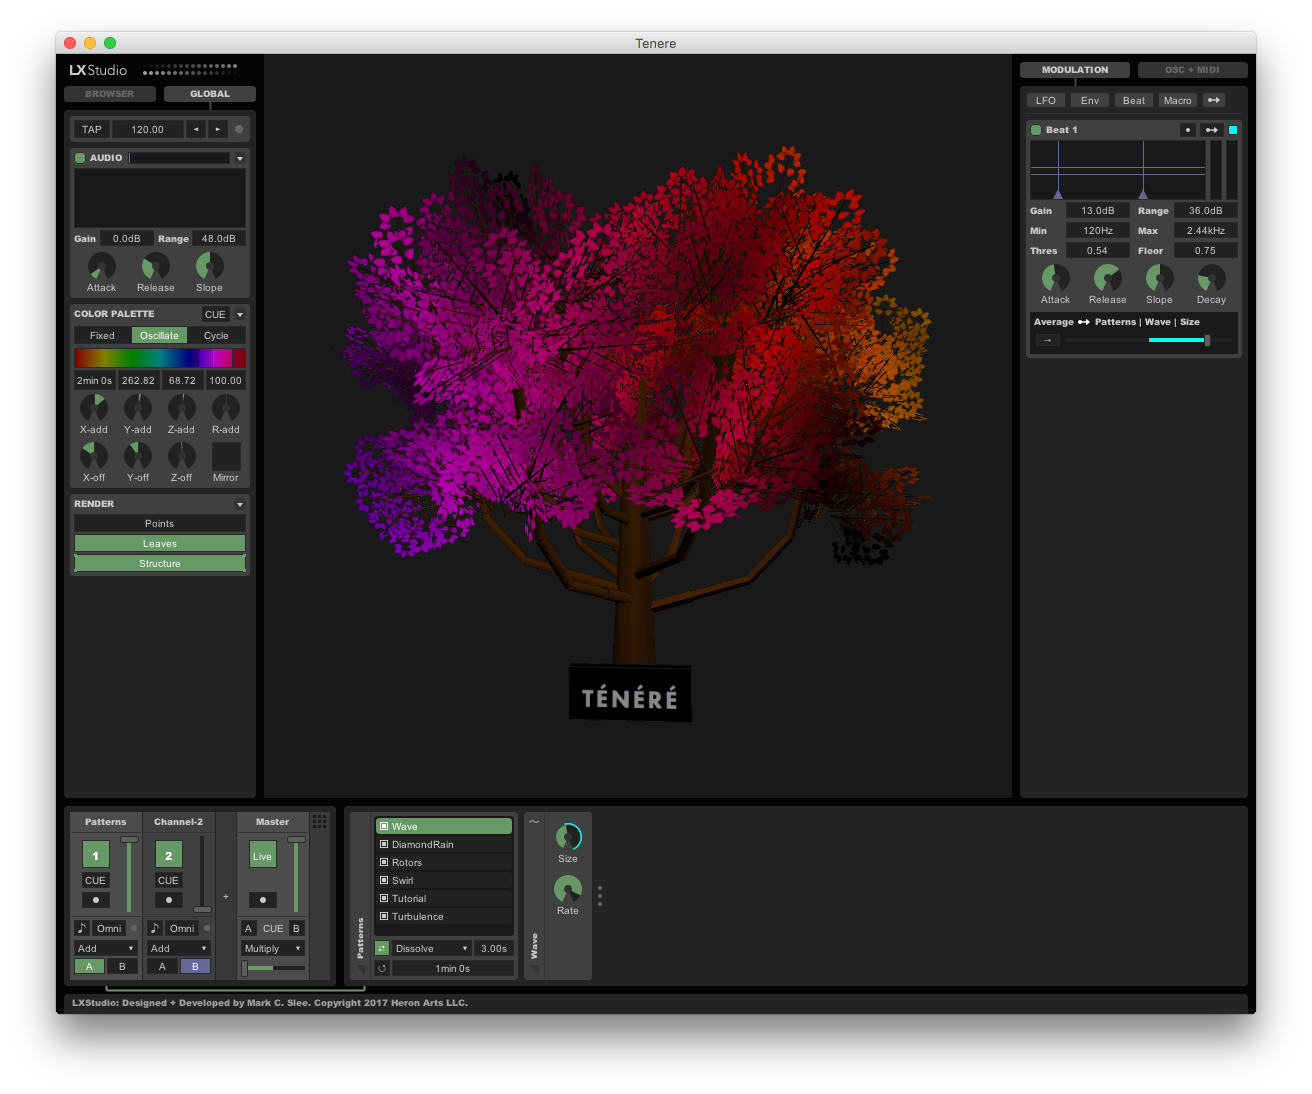 Tenere
LXStudio
BROWSER GLOBAL
TAP 120.00
AUDIO
Gain 0.0dB Range 48.0dB
Attack Release Slope
COLOR PALETTE CUE
Fixed Oscillate Cycle
2min 0s 262.82 68.72 100.00
X-add Y-add Z-add R-add
X-off Y-off Z-off Mirror
RENDER
Points
Leaves
Structure
TÉNÉRÉ
MODULATION OSC + MIDI
LFO Env Beat Macro
Beat 1
Gain 13.0dB Range 36.0dB
Min 120Hz Max 2.44kHz
Thres 0.54 Floor 0.75
Attack Release Slope Decay
Average Patterns | Wave | Size
Patterns Channel-2 Master
1 2 Live
CUE CUE
+
Omni Omni A CUE B
Add Add Multiply
A B A B
Patterns
Wave
DiamondRain
Rotors
Swirl
Tutorial
Turbulence
Dissolve 3.00s
1min 0s
Wave
Size
Rate
LXStudio: Designed + Developed by Mark C. Slee. Copyright 2017 Heron Arts LLC.